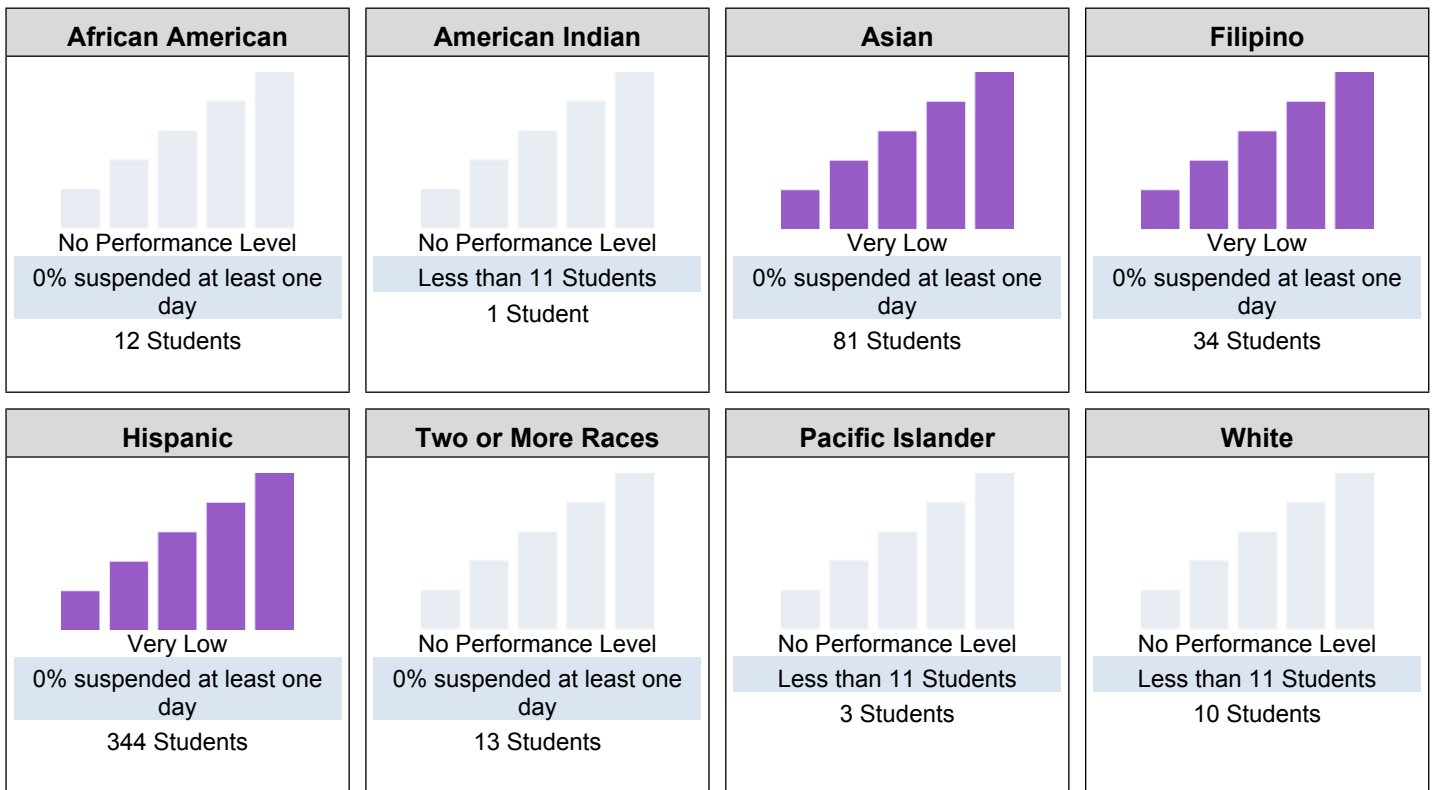 African American
No Performance Level
0% suspended at least one
day
12 Students
American Indian
No Performance Level
Less than 11 Students
1 Student
Asian
Very Low
0% suspended at least one
day
81 Students
Filipino
Very Low
0% suspended at least one
day
34 Students
Hispanic
Very Low
0% suspended at least one
day
344 Students
Two or More Races
No Performance Level
0% suspended at least one
day
13 Students
Pacific Islander
No Performance Level
Less than 11 Students
3 Students
White
No Performance Level
Less than 11 Students
10 Students